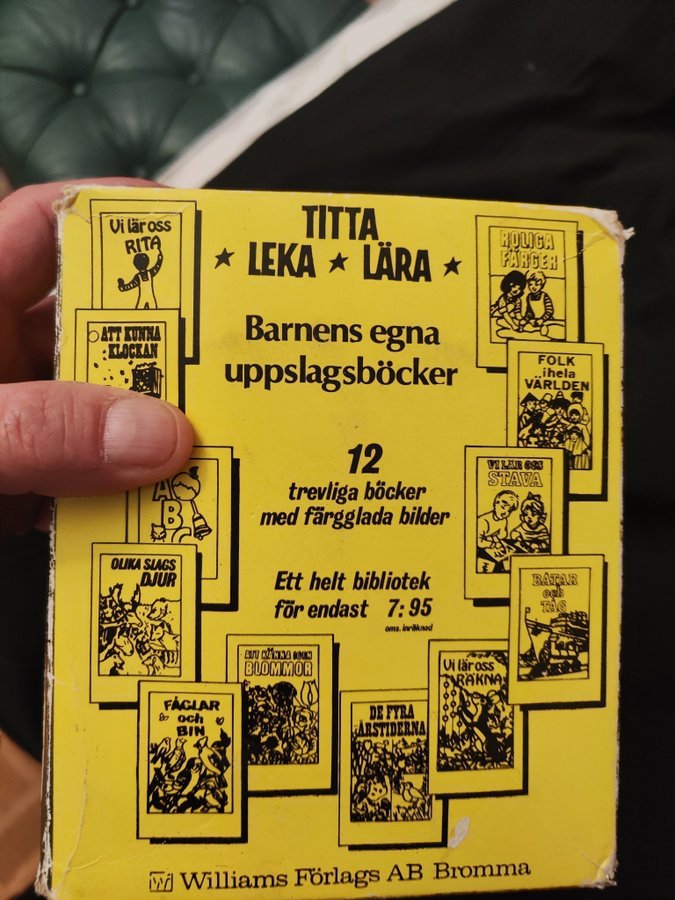 TITTA
★ LEKA ★ LÄRA ★
Barnens egna
uppslagsböcker
12
trevliga böcker
med färgglada bilder
Ett helt bibliotek
för endast 7:95
oms. inräknad
Vi lär oss
RITA
ATT KUNNA
KLOCKAN
A
B
C
OLIKA SLAGS
DJUR
FÅGLAR
och
BIN
ATT KÄNNA IGEN
BLOMMOR
DE FYRA
ÅRSTIDERNA
Vi lär oss
RÄKNA
BÅTAR
och
TÅG
VI LÄR OSS
STAVA
FOLK
i hela
VÄRLDEN
ROLIGA
FÄRGER
W Williams Förlags AB Bromma